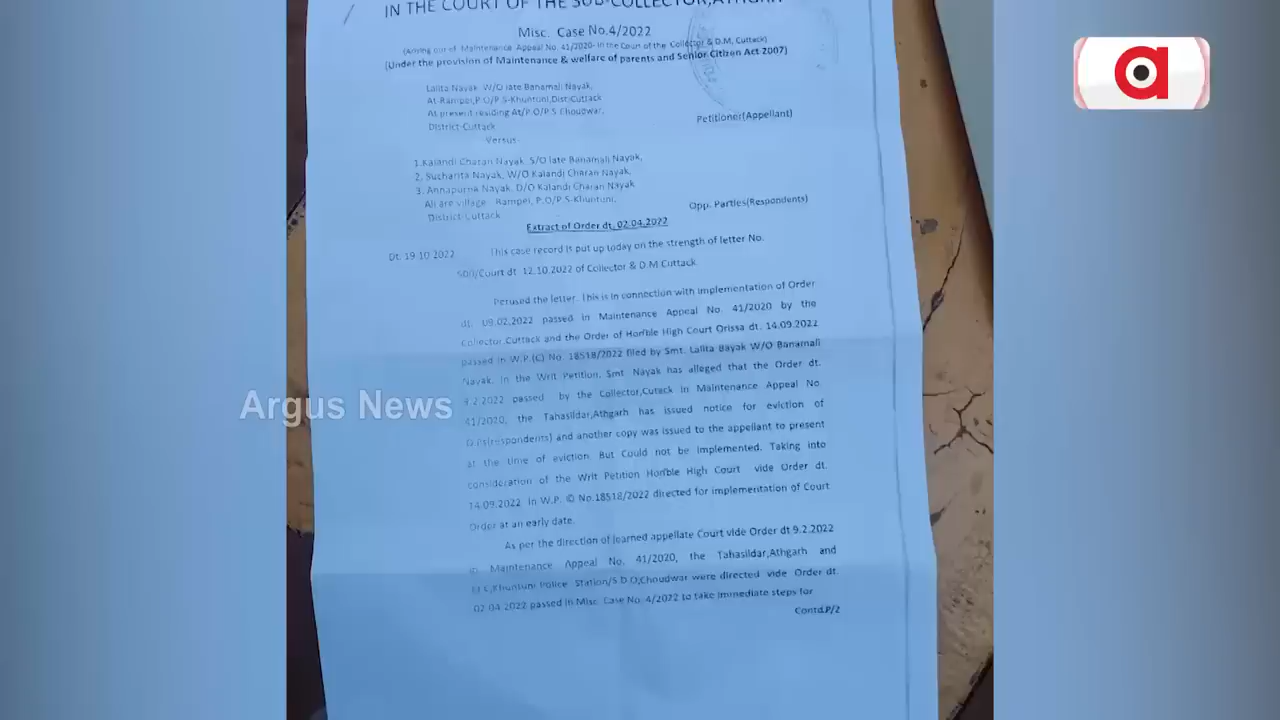 IN THE COURT OF THE SUB-COLLECTOR,ATHGARH
Misc. Case No.4/2022
(Arising out of Maintenance Appeal No. 41/2020- in the Court of the Collector & D.M, Cuttack)
(Under the provision of Maintenance & welfare of parents and Senior Citizen Act 2007)
Lalita Nayak W/O late Banamali Nayak,
At-Rampei,P.O/P.S-Khuntuni,Dist:Cuttack
At present residing At/P.O/P.S Choudwar,
District-Cuttack
Petitioner(Appellant)
Versus
1.Kalandi Charan Nayak S/O late Banamali Nayak,
2. Sucharita Nayak, W/O Kalandi Charan Nayak,
3. Annapurna Nayak, D/O Kalandi Charan Nayak
All are village Rampei, P.O/P.S-Khuntuni,
District-Cuttack
Opp. Parties(Respondents)
Extract of Order dt. 02.04.2022
Dt. 19-10 2022 This case record is put up today on the strength of letter No.
500/Court dt 12.10.2022 of Collector & D.M.Cuttack
Perused the letter. This is in connection with implementation of Order
dt. 09.02.2022 passed in Maintenance Appeal No. 41/2020 by the
Collector,Cuttack and the Order of Hon'ble High Court Orissa dt. 14.09.2022
passed in W.P.(C) No. 18518/2022 filed by Smt. Lalita Bayak W/O Banamali
Nayak. In the Writ Petition, Smt. Nayak has alleged that the Order dt.
9.2.2022 passed by the Collector,Cuteck in Maintenance Appeal No
41/2020, the Tahasildar,Athgarh has issued notice for eviction of
O.Ps(respondents) and another copy was issued to the appellant to present
at the time of eviction. But Could not be implemented. Taking into
consideration of the Writ Petition Hon'ble High Court vide Order dt.
14.09.2022 in W.P. © No.18518/2022 directed for implementation of Court
Order at an early date.
As per the direction of learned appellate Court vide Order dt 9.2.2022
in Maintenance Appeal No. 41/2020, the Tahasildar,Athgarh and
IIC,Khuntuni Police Station/S.D.O,Choudwar were directed vide Order dt.
02.04.2022 passed in Misc. Case No. 4/2022 to take immediate steps for
Contd.P/2
Argus News
a